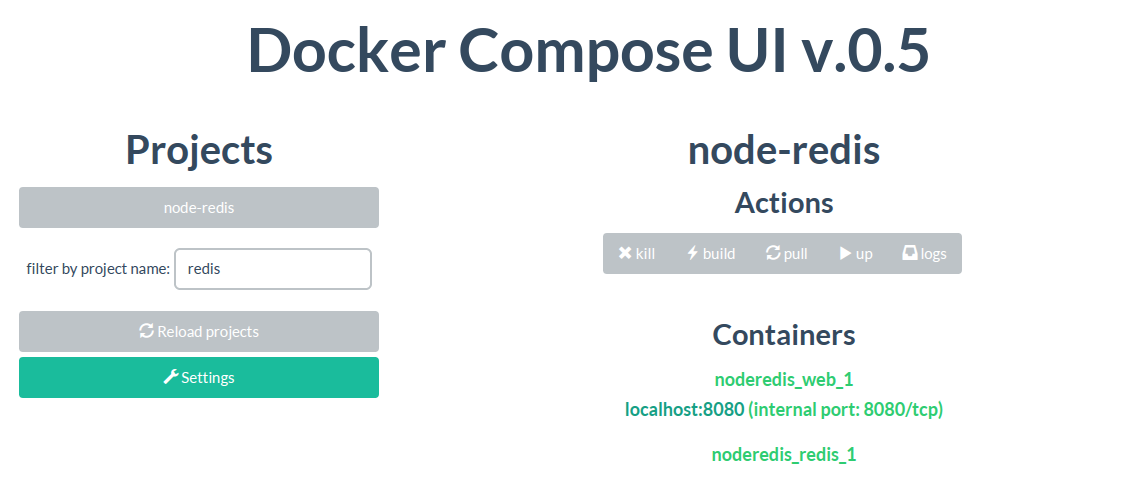 Docker Compose UI v.0.5
Projects
node-redis
filter by project name: redis
Reload projects
Settings
node-redis
Actions
kill build pull up logs
Containers
noderedis_web_1
localhost:8080 (internal port: 8080/tcp)
noderedis_redis_1